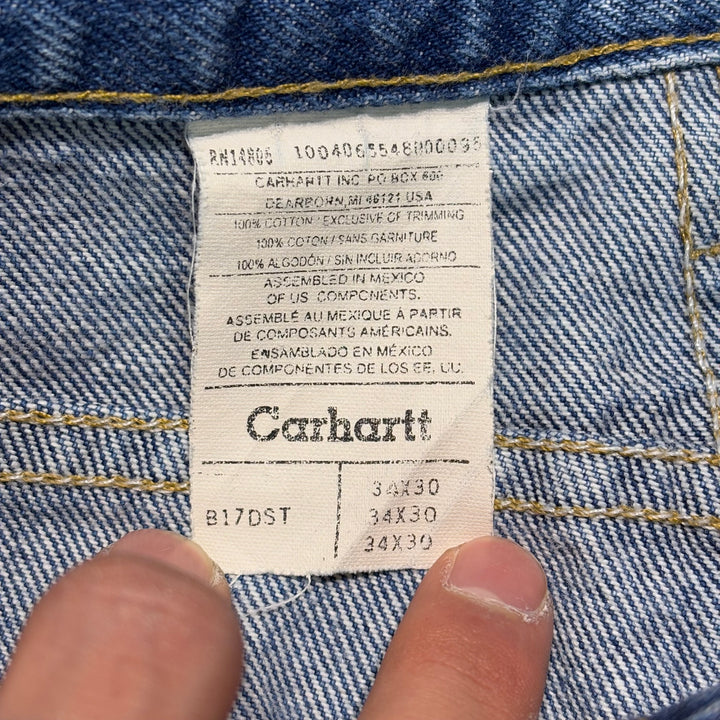 RN14806 1004065548000095
CARHARTT INC PO BOX 600
DEARBORN, MI 48121 USA
100% COTTON / EXCLUSIVE OF TRIMMING
100% COTON / SANS GARNITURE
100% ALGODÓN / SIN INCLUIR ADORNO
ASSEMBLED IN MEXICO
OF US COMPONENTS.
ASSEMBLÉ AU MEXIQUE À PARTIR
DE COMPOSANTS AMÉRICAINS.
ENSAMBLADO EN MÉXICO
DE COMPONENTES DE LOS EE. UU.
Carhartt
B17DST
34X30
34X30
34X30